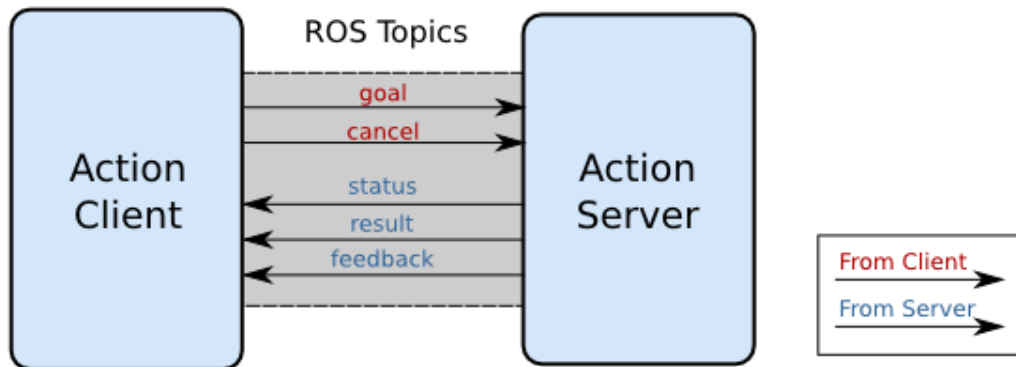 ROS Topics
Action
Client
goal
cancel
status
result
feedback
Action
Server
From Client
From Server